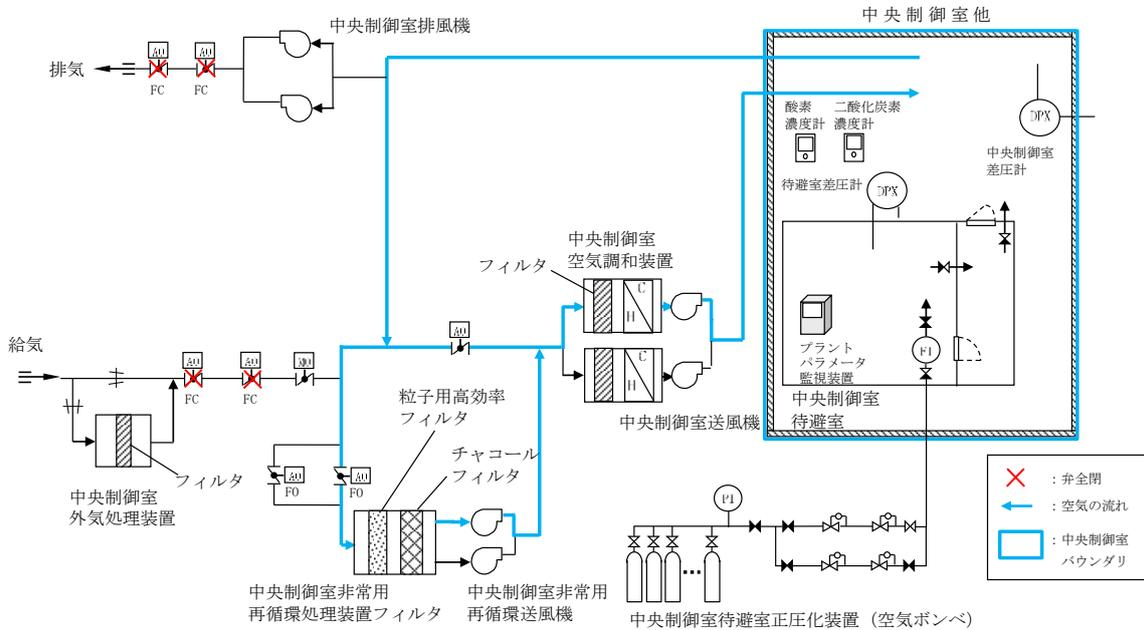 中央制御室他
中央制御室排風機
排気
AO
AO
FC
FC
酸素
濃度計
二酸化炭素
濃度計
DPX
中央制御室
差圧計
待避室差圧計
DPX
中央制御室
空気調和装置
フィルタ
C
H
C
H
中央制御室送風機
プラント
パラメータ
監視装置
FI
中央制御室
待避室
給気
AO
AO
MO
AO
FC
FC
フィルタ
中央制御室
外気処理装置
粒子用高効率
フィルタ
チャコール
フィルタ
AO
FO
AO
FO
中央制御室非常用
再循環処理装置フィルタ
中央制御室非常用
再循環送風機
PI
中央制御室待避室正圧化装置（空気ボンベ）
：弁全閉
：空気の流れ
：中央制御室
バウンダリ